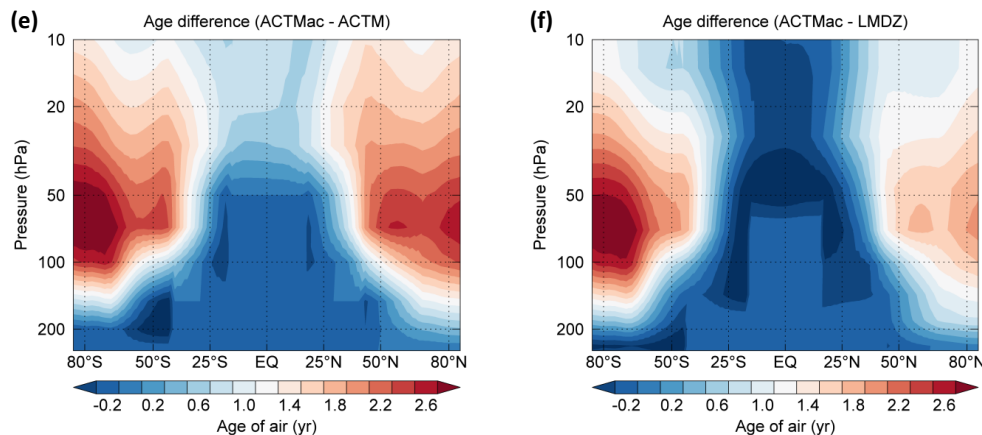 (e) Age difference (ACTMac - ACTM)
10
20
50
100
200
Pressure (hPa)
80°S 50°S 25°S EQ 25°N 50°N 80°N
-0.2 0.2 0.6 1.0 1.4 1.8 2.2 2.6
Age of air (yr)
(f) Age difference (ACTMac - LMDZ)
10
20
50
100
200
Pressure (hPa)
80°S 50°S 25°S EQ 25°N 50°N 80°N
-0.2 0.2 0.6 1.0 1.4 1.8 2.2 2.6
Age of air (yr)